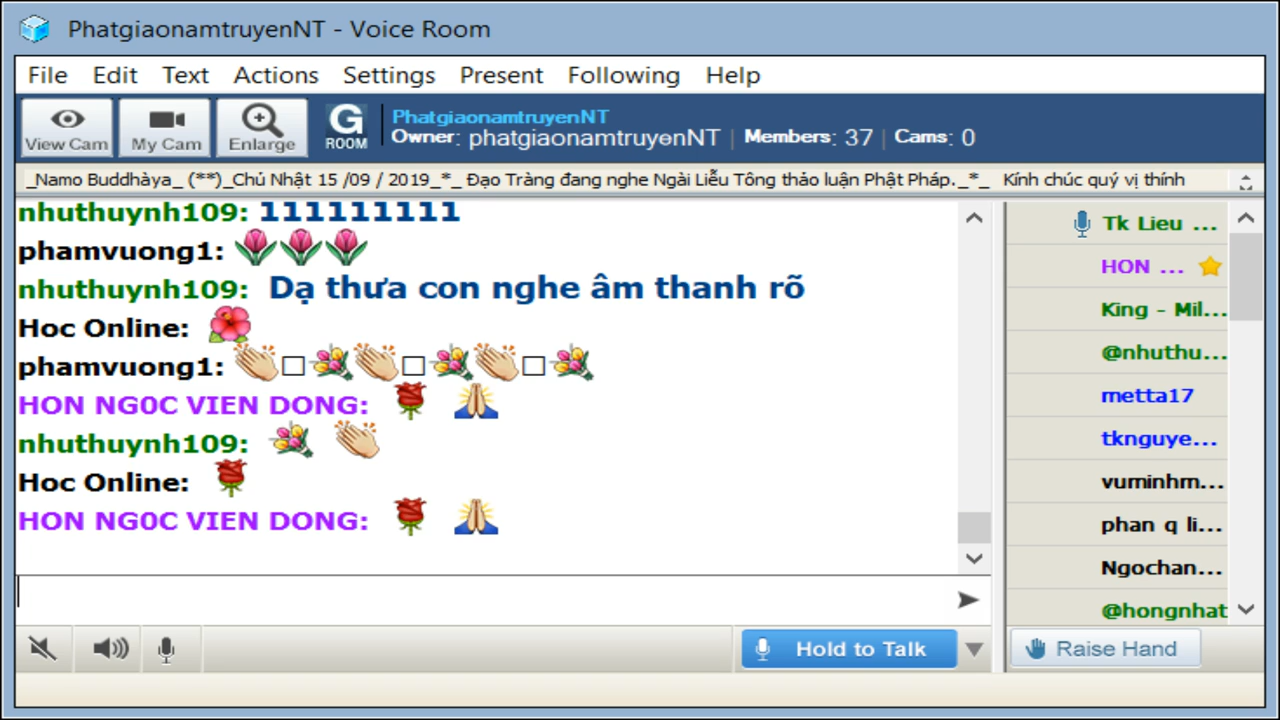 PhatgiaonamtruyenNT - Voice Room
File Edit Text Actions Settings Present Following Help
View Cam My Cam Enlarge G ROOM
PhatgiaonamtruyenNT
Owner: phatgiaonamtruyenNT | Members: 37 | Cams: 0
_Namo Buddhàya_ (**)_Chủ Nhật 15 /09 / 2019_*_ Đạo Tràng đang nghe Ngài Liễu Tông thảo luận Phật Pháp._*_ Kính chúc quý vị thính
nhuthuynh109: 111111111
phamvuong1: 🌷🌷🌷
nhuthuynh109: Dạ thưa con nghe âm thanh rõ
Hoc Online: 🌺
phamvuong1: 👏□💐👏□💐👏□💐
HON NG0C VIEN DONG: 🌹 🙏
nhuthuynh109: 💐 👏
Hoc Online: 🌹
HON NG0C VIEN DONG: 🌹 🙏
Tk Lieu ...
HON ...
King - Mil...
@nhuthu...
metta17
tknguye...
vuminhm...
phan q li...
Ngochan...
@hongnhat
Hold to Talk
Raise Hand